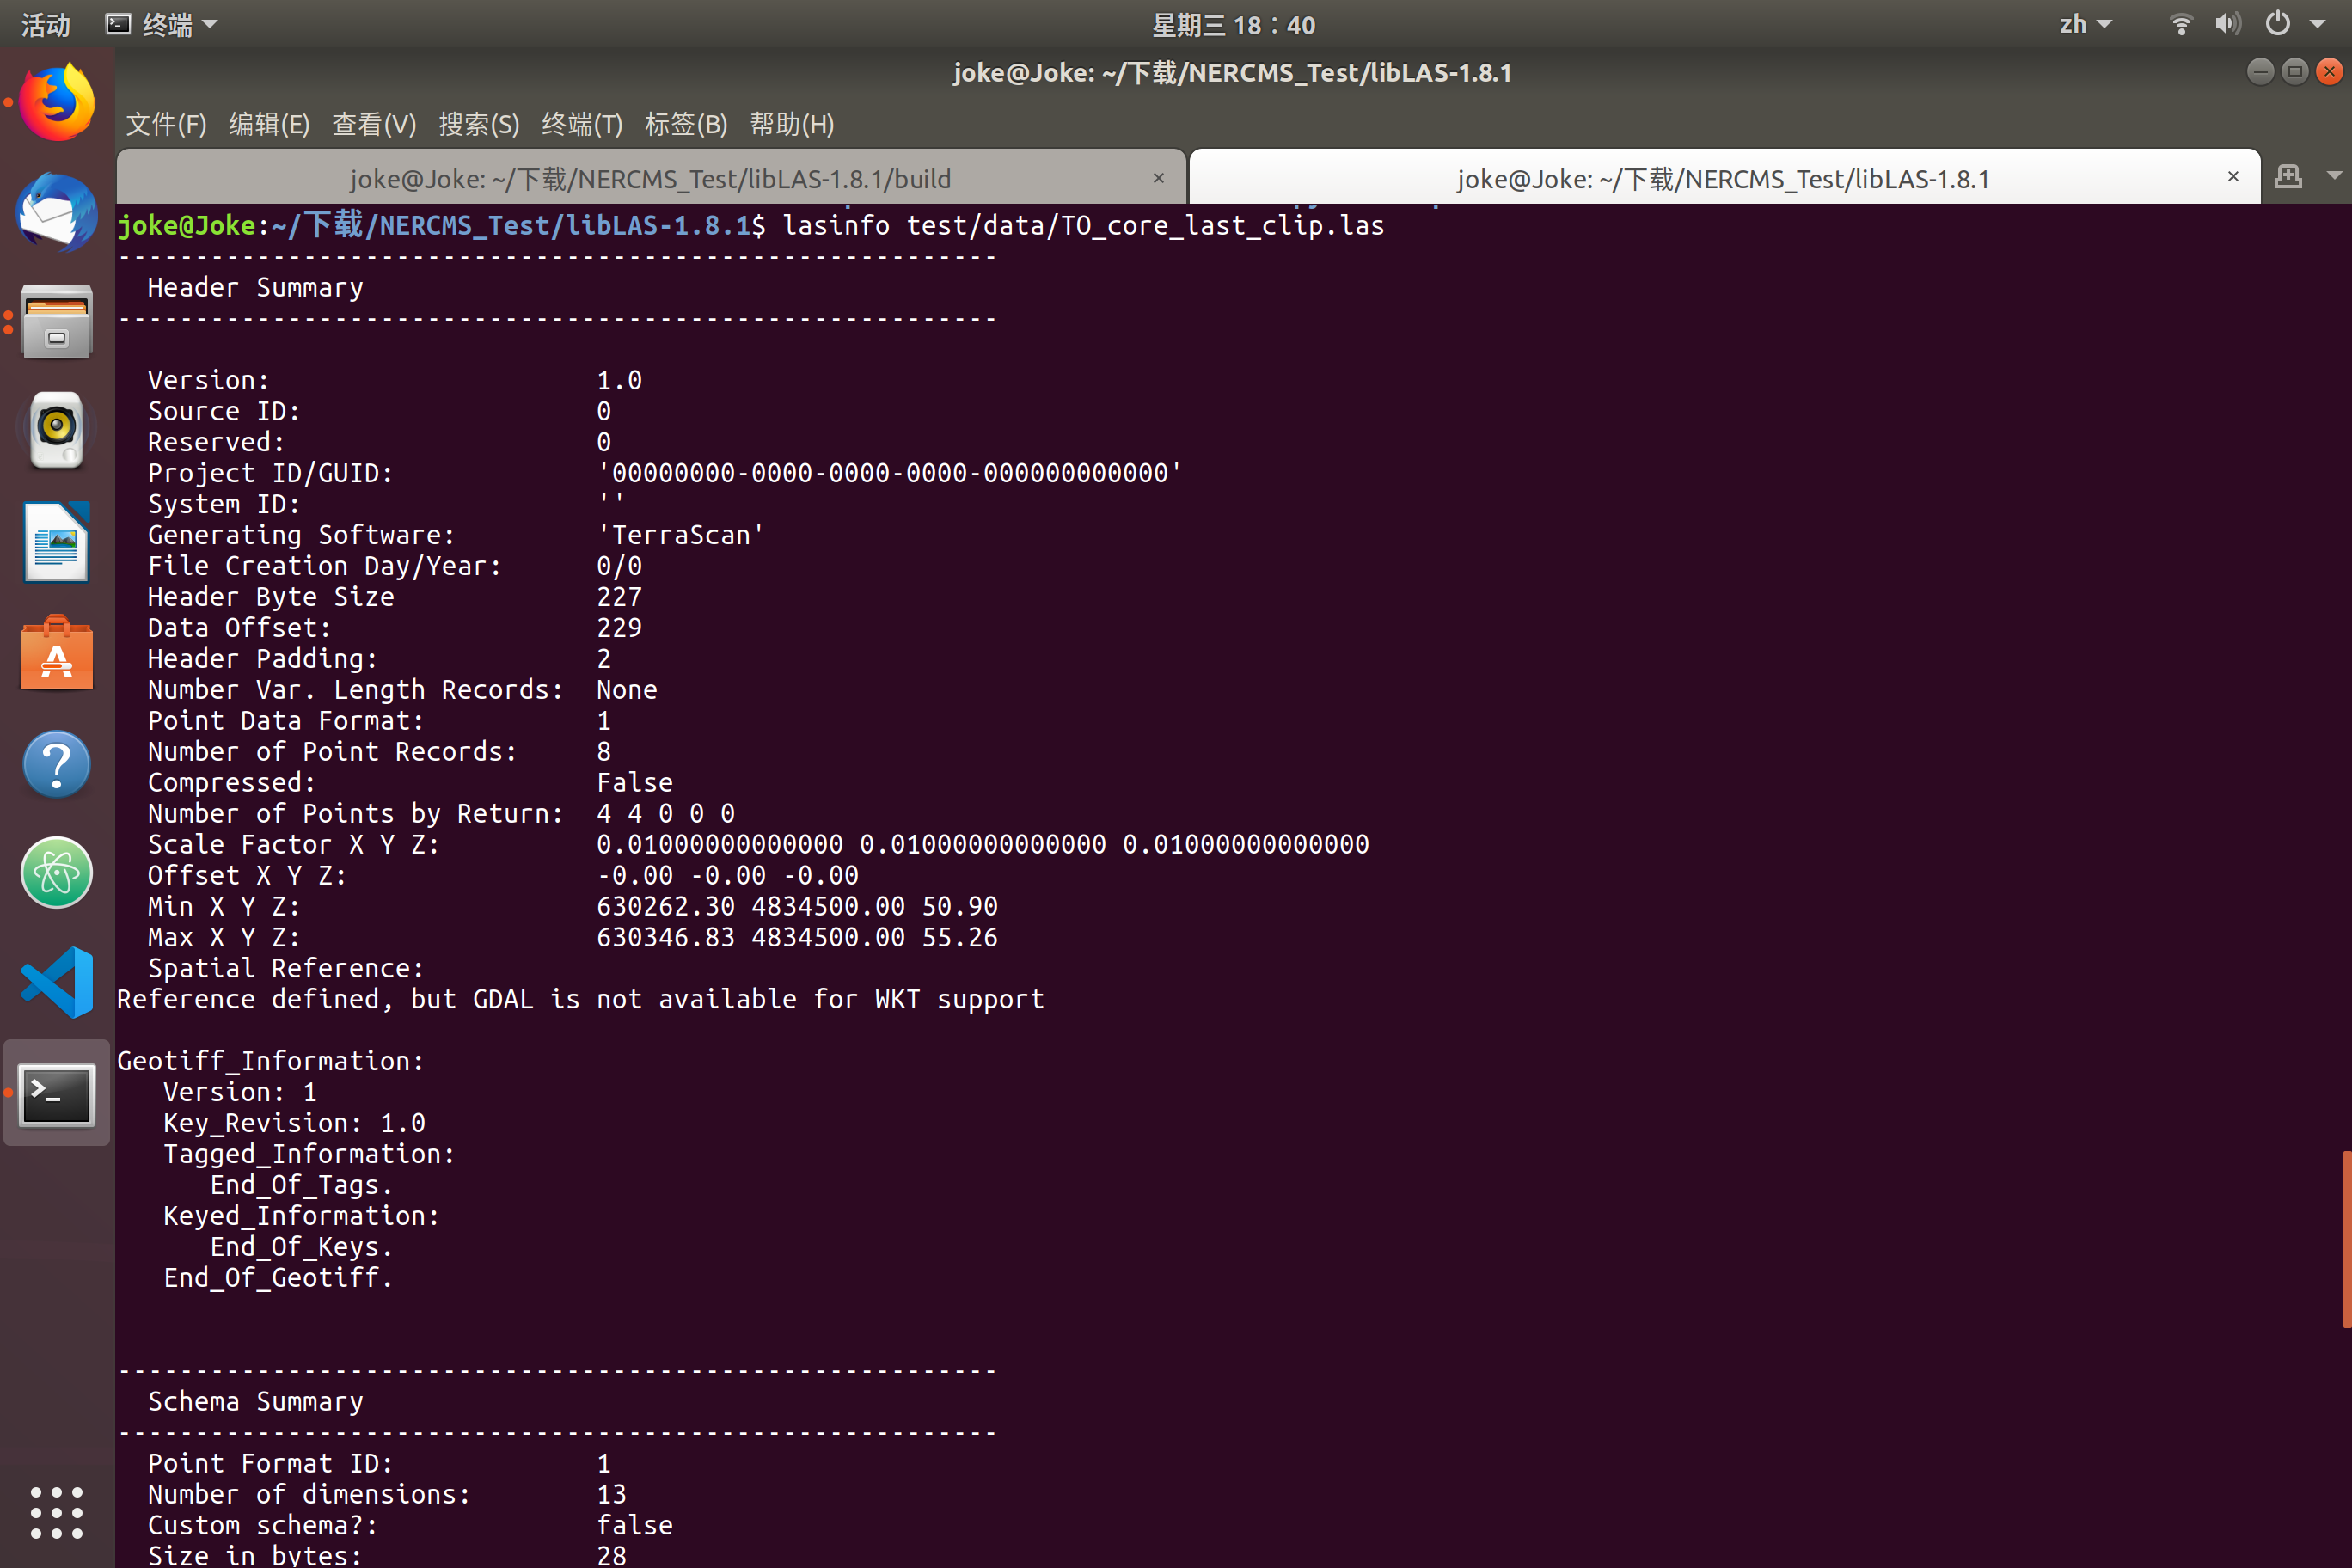 活动 终端 星期三 18：40 zh
joke@Joke: ~/下载/NERCMS_Test/libLAS-1.8.1
文件(F) 编辑(E) 查看(V) 搜索(S) 终端(T) 标签(B) 帮助(H)
joke@Joke: ~/下载/NERCMS_Test/libLAS-1.8.1/build × joke@Joke: ~/下载/NERCMS_Test/libLAS-1.8.1 ×
joke@Joke:~/下载/NERCMS_Test/libLAS-1.8.1$ lasinfo test/data/TO_core_last_clip.las
---------------------------------------------------------
Header Summary
---------------------------------------------------------
Version: 1.0
Source ID: 0
Reserved: 0
Project ID/GUID: '00000000-0000-0000-0000-000000000000'
System ID: ''
Generating Software: 'TerraScan'
File Creation Day/Year: 0/0
Header Byte Size 227
Data Offset: 229
Header Padding: 2
Number Var. Length Records: None
Point Data Format: 1
Number of Point Records: 8
Compressed: False
Number of Points by Return: 4 4 0 0 0
Scale Factor X Y Z: 0.01000000000000 0.01000000000000 0.01000000000000
Offset X Y Z: -0.00 -0.00 -0.00
Min X Y Z: 630262.30 4834500.00 50.90
Max X Y Z: 630346.83 4834500.00 55.26
Spatial Reference:
Reference defined, but GDAL is not available for WKT support
Geotiff_Information:
Version: 1
Key_Revision: 1.0
Tagged_Information:
End_Of_Tags.
Keyed_Information:
End_Of_Keys.
End_Of_Geotiff.
---------------------------------------------------------
Schema Summary
---------------------------------------------------------
Point Format ID: 1
Number of dimensions: 13
Custom schema?: false
Size in bytes: 28